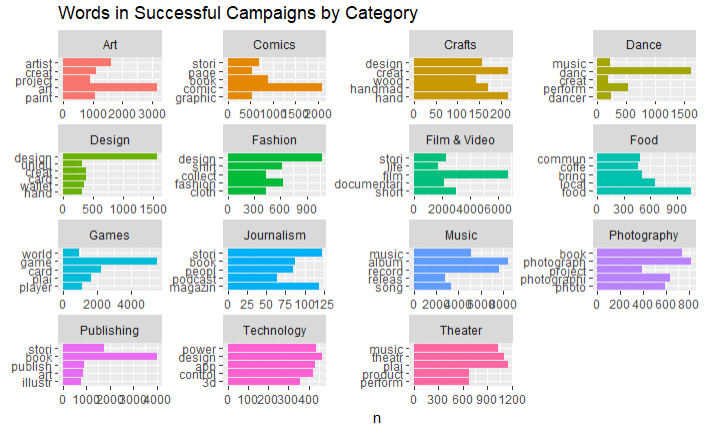 Words in Successful Campaigns by Category
Art Comics Crafts Dance
artist stori design music
creat page creat danc
project book wood creat
art comic handmad perform
paint graphic hand dancer
0 1000 2000 3000 0 500 1000 1500 2000 0 50 100 150 200 0 500 1000 1500
Design Fashion Film & Video Food
design design stori commun
uniqu shirt life coffe
creat collect film bring
card fashion documentari local
wallet cloth short food
hand
0 500 1000 1500 0 300 600 900 0 2000 4000 6000 0 300 600 900
Games Journalism Music Photography
world stori music book
game book album photograph
card peopl record project
plai podcast releas photographi
player magazin song photo
0 2000 4000 0 25 50 75 100 125 0 2000 4000 6000 8000 0 200 400 600 800
Publishing Technology Theater
stori power music
book design theatr
publish app plai
art control product
illustr 3d perform
0 1000 2000 3000 4000 0 100 200 300 400 0 300 600 900 1200
n